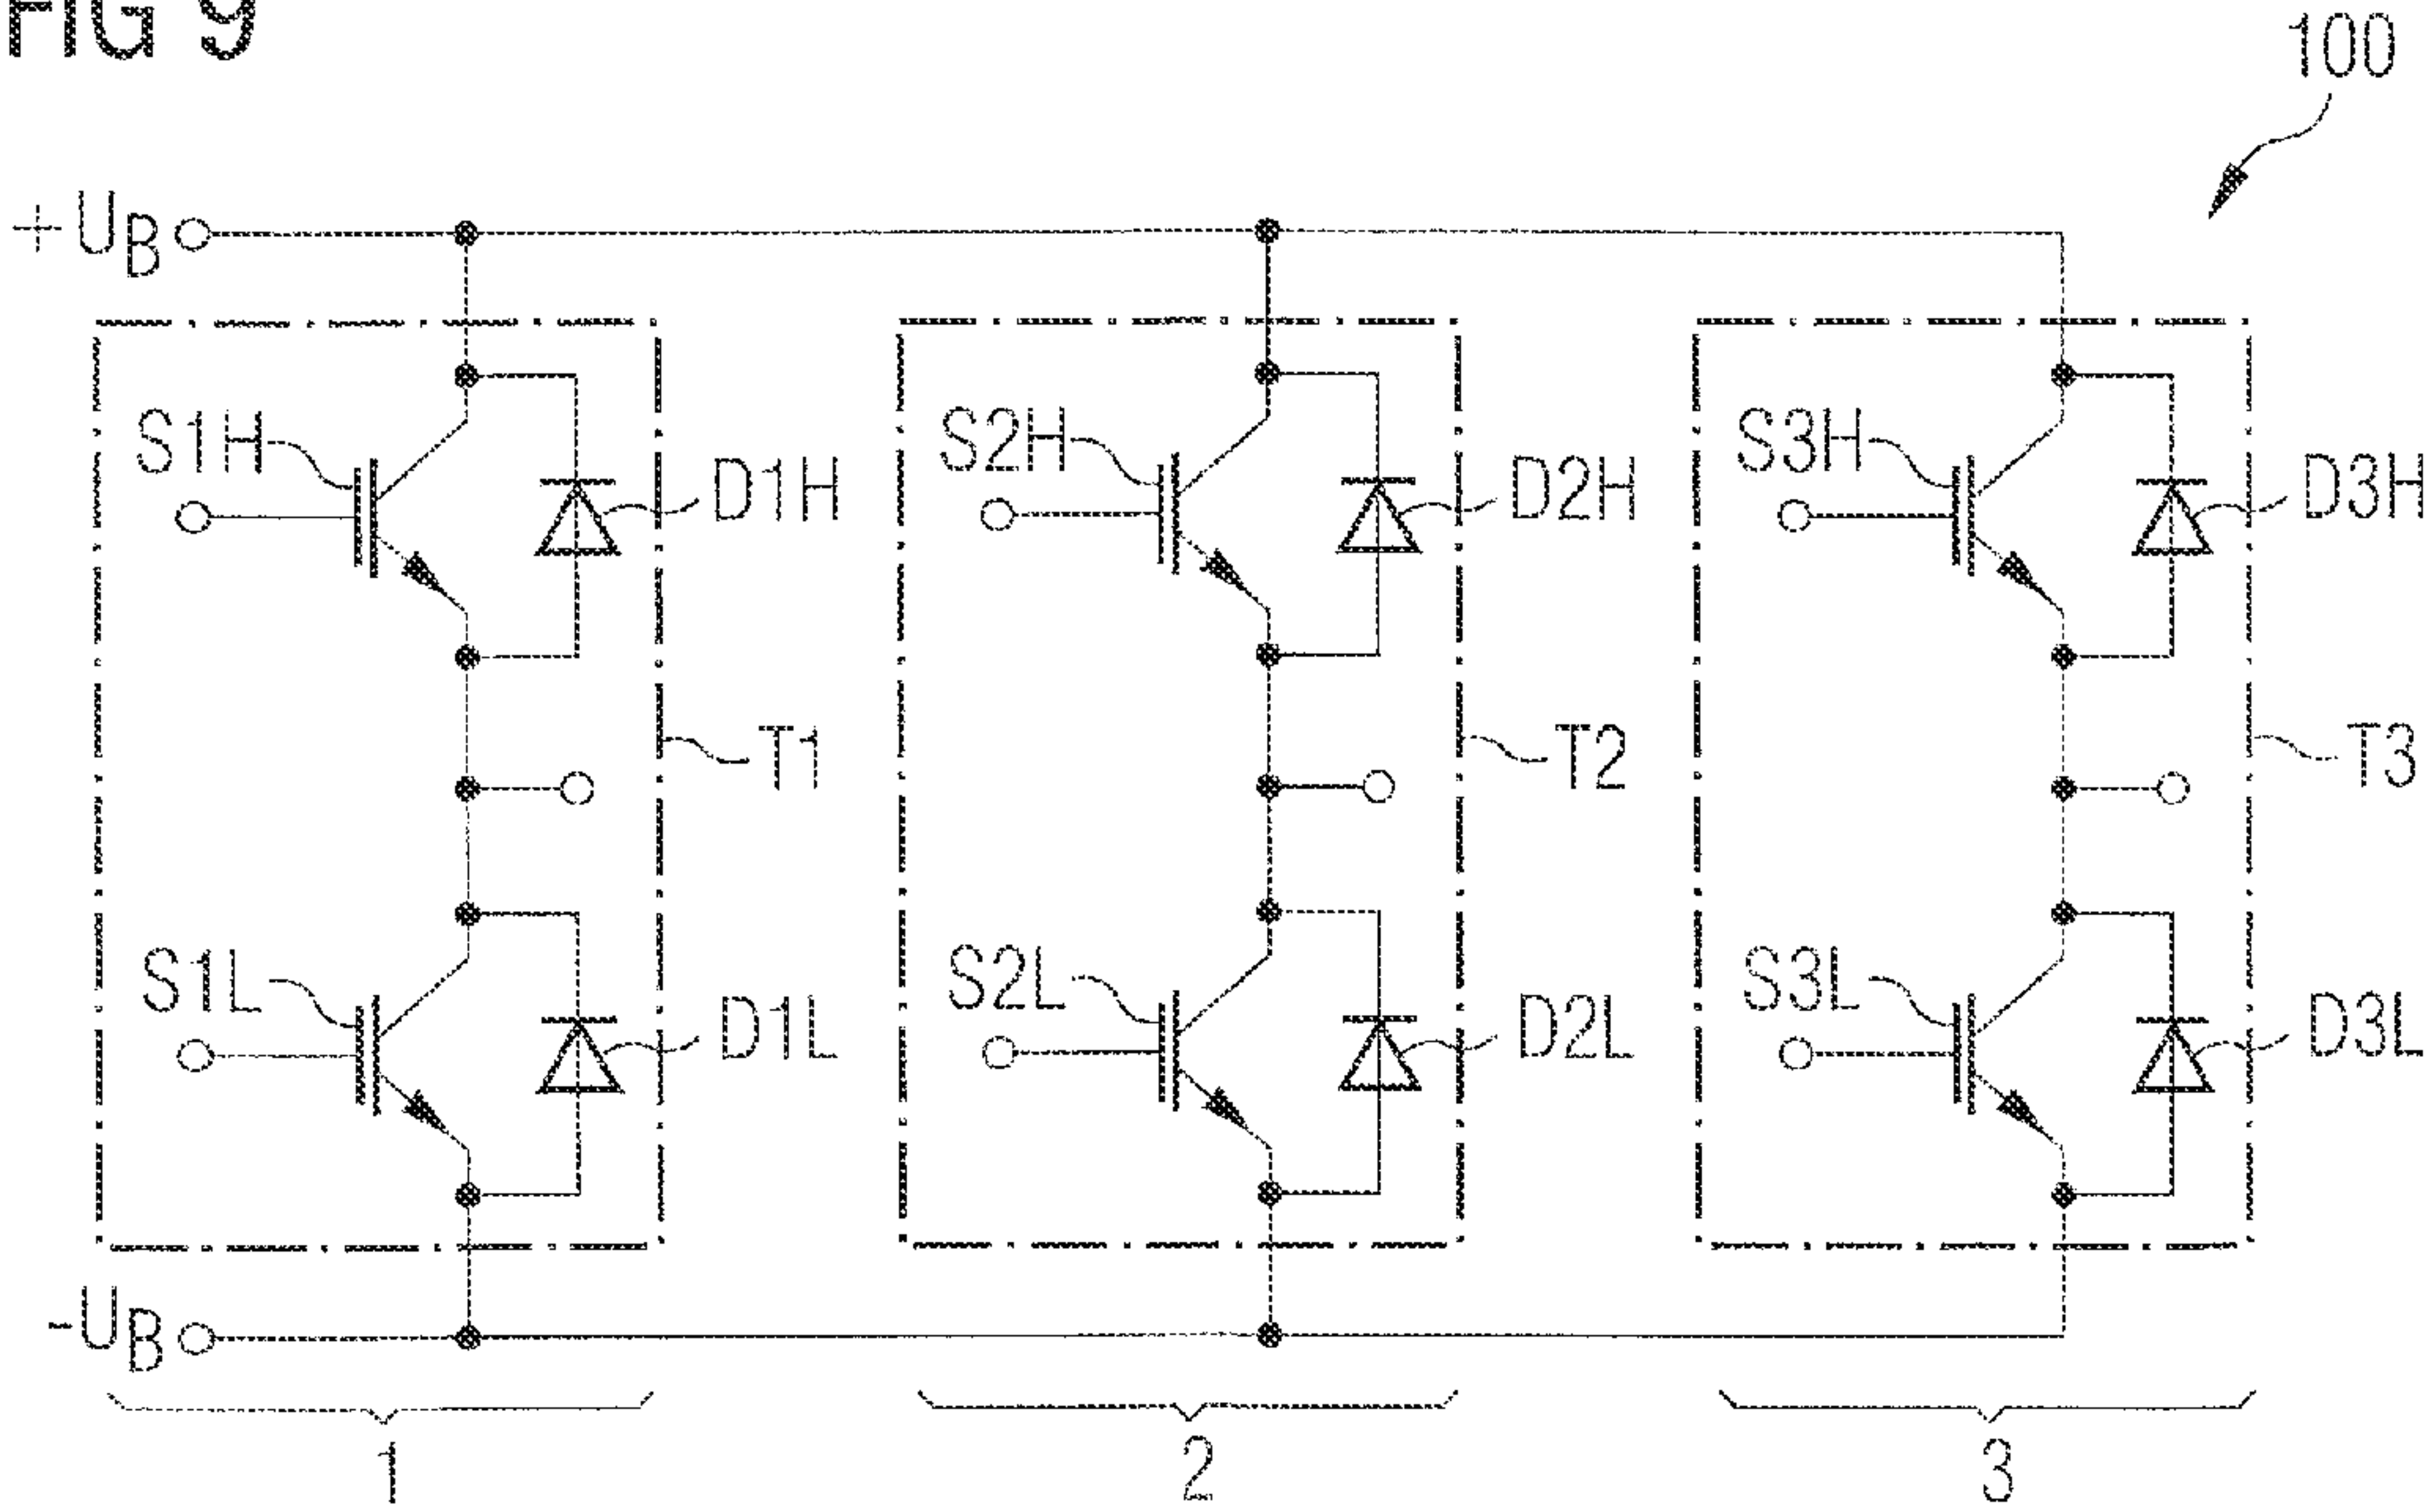 FIG 9
100
+UB
S1H
D1H
S2H
D2H
S3H
D3H
T1
T2
T3
S1L
D1L
S2L
D2L
S3L
D3L
-UB
1
2
3